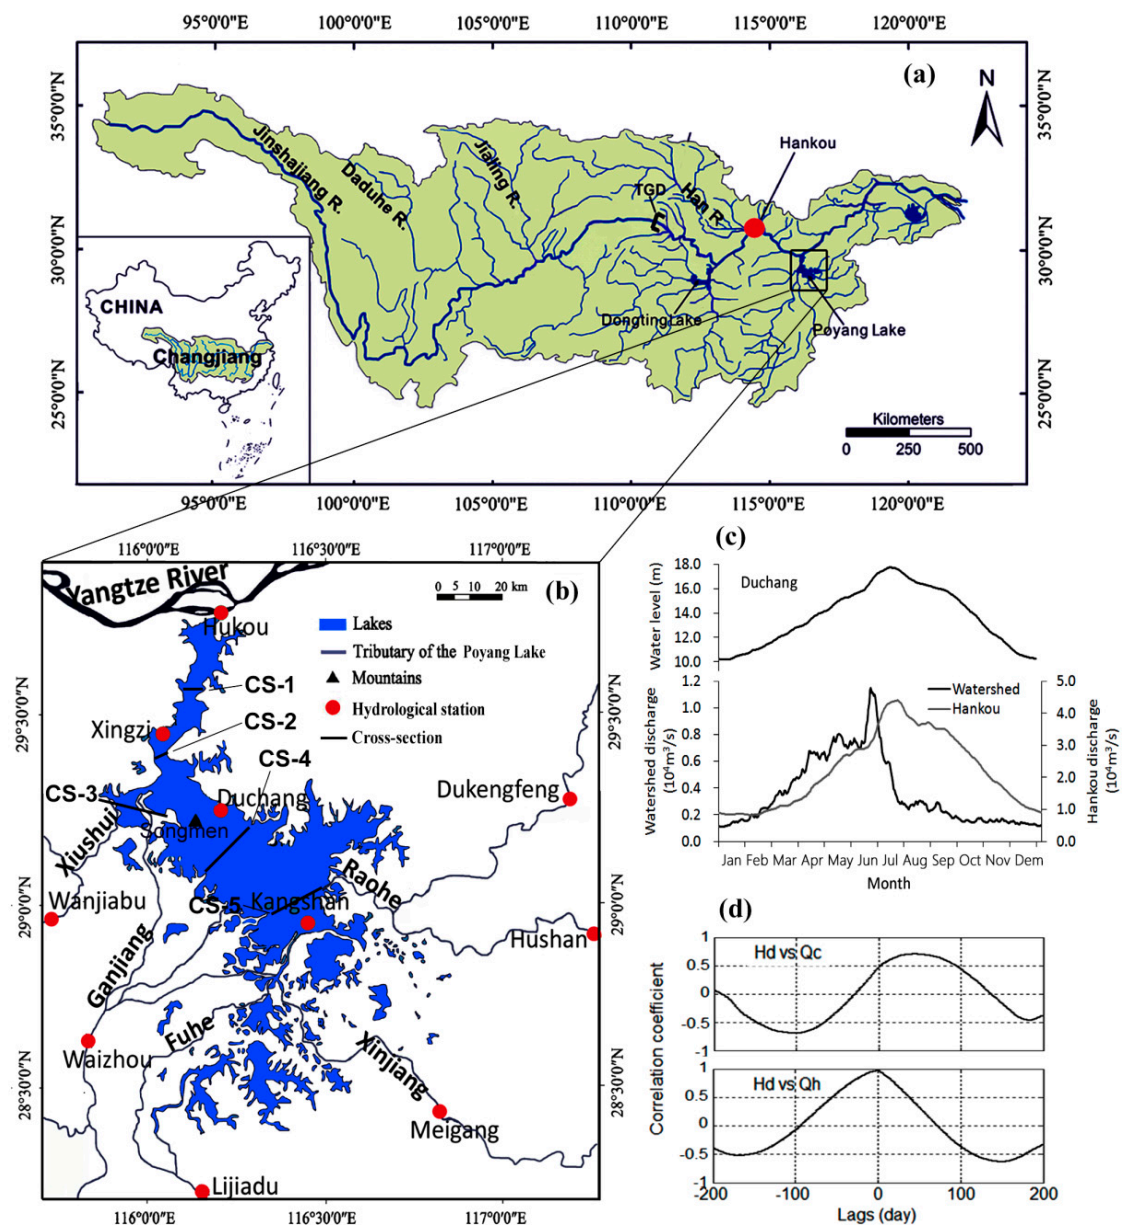 95°0'0"E 100°0'0"E 105°0'0"E 110°0'0"E 115°0'0"E 120°0'0"E
(a)
N
35°0'0"N
35°0'0"N
30°0'0"N
30°0'0"N
25°0'0"N
25°0'0"N
Jinshajiang R.
Daduhe R.
Jialing R.
TGD
Han R
Hankou
Dongting Lake
Poyang Lake
CHINA
Changjiang
Kilometers
0 250 500
95°0'0"E 100°0'0"E 105°0'0"E 110°0'0"E 115°0'0"E 120°0'0"E
116°0'0"E 116°30'0"E 117°0'0"E
(b)
Yangtze River
0 5 10 20 km
Hukou
Lakes
Tributary of the Poyang Lake
Mountains
Hydrological station
Cross-section
CS-1
Xingzi
CS-2
CS-4
CS-3
Duchang
Dukengfeng
Songmen
Xiushui
Wanjiabu
CS-5
Kangshan
Raohe
Hushan
Ganjiang
Waizhou
Fuhe
Xinjiang
Meigang
Lijiadu
29°30'0"N
29°0'0"N
28°30'0"N
29°30'0"N
29°0'0"N
28°30'0"N
116°0'0"E 116°30'0"E 117°0'0"E
(c)
Water level (m)
18.0
16.0
14.0
12.0
10.0
Duchang
Watershed discharge
(10⁴m³/s)
1.2
1.0
0.8
0.6
0.4
0.2
0.0
Watershed
Hankou
5.0
4.0
3.0
2.0
1.0
0.0
Hankou discharge
(10⁴m³/s)
Jan Feb Mar Apr May Jun Jul Aug Sep Oct Nov Dem
Month
(d)
Correlation coefficient
1
0.5
0
-0.5
-1
Hd vs Qc
1
0.5
0
-0.5
-1
Hd vs Qh
-200 -100 0 100 200
Lags (day)